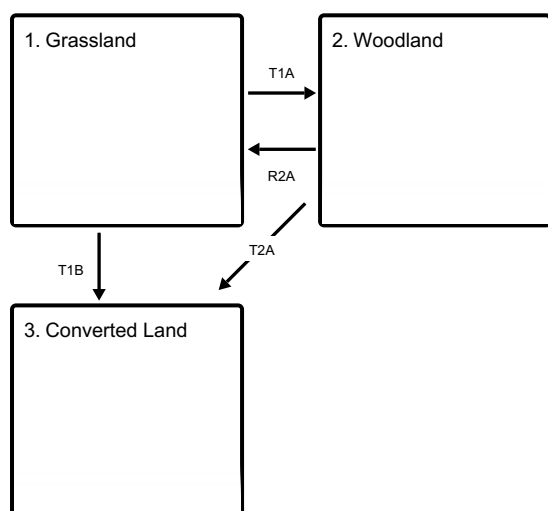 1. Grassland
2. Woodland
T1A
R2A
T2A
T1B
3. Converted Land